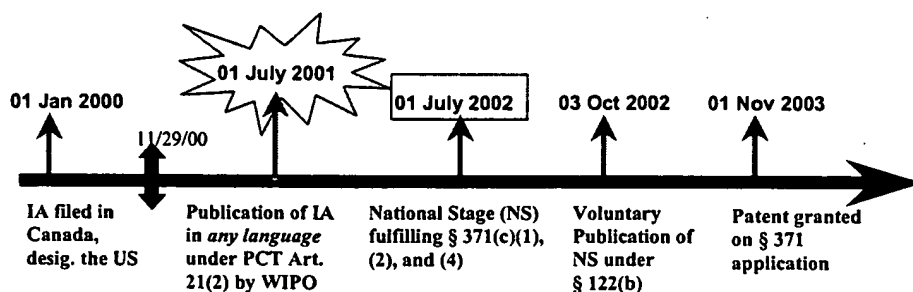 01 July 2001
01 Jan 2000
01 July 2002
03 Oct 2002
01 Nov 2003
11/29/00
IA filed in
Canada,
desig. the US
Publication of IA
in any language
under PCT Art.
21(2) by WIPO
National Stage (NS)
fulfilling § 371(c)(1),
(2), and (4)
Voluntary
Publication of
NS under
§ 122(b)
Patent granted
on § 371
application